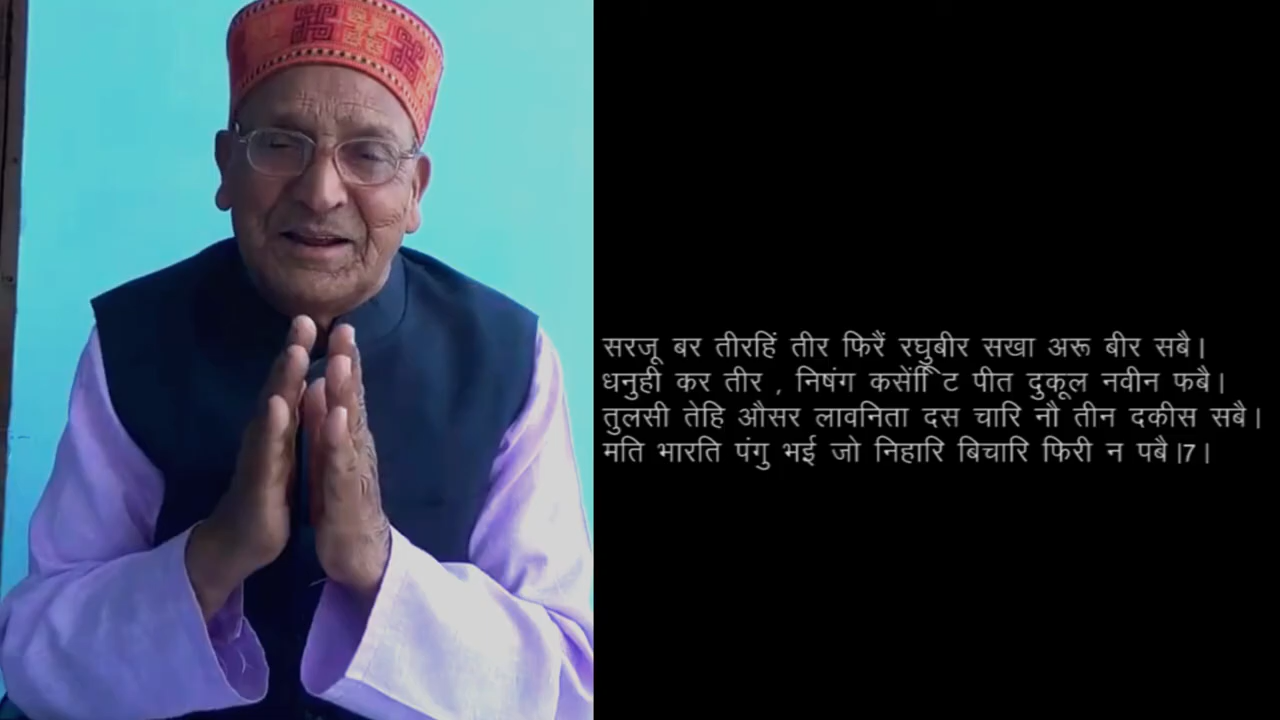 सरजू बर तीरहिं तीर फिरैं रघुबीर सखा अरू बीर सबै।
धनुही कर तीर , निषंग कसेंाि ट पीत दुकूल नवीन फबै।
तुलसी तेहि औसर लावनिता दस चारि नौ तीन दकीस सबै।
मति भारति पंगु भई जो निहारि बिचारि फिरी न पबै।7।